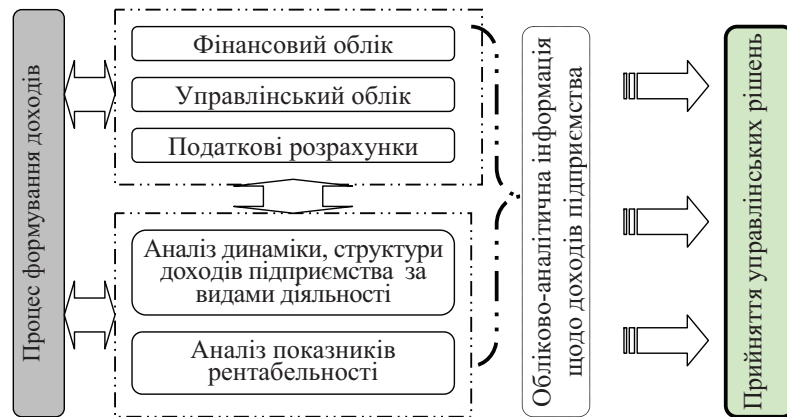 Процес формування доходів
Фінансовий облік
Управлінський облік
Податкові розрахунки
Аналіз динаміки, структури
доходів підприємства за
видами діяльності
Аналіз показників
рентабельності
Обліково-аналітична інформація
щодо доходів підприємства
Прийняття управлінських рішень